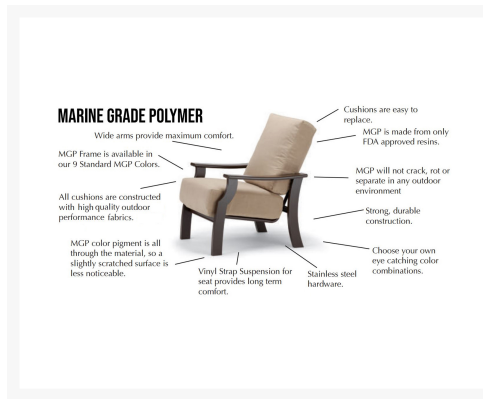 MARINE GRADE POLYMER
Wide arms provide maximum comfort.
MGP Frame is available in
our 9 Standard MGP Colors.
All cushions are constructed
with high quality outdoor
performance fabrics.
MGP color pigment is all
through the material, so a
slightly scratched surface is
less noticeable.
Vinyl Strap Suspension for
seat provides long term
comfort.
Stainless steel
hardware.
Cushions are easy to
replace.
MGP is made from only
FDA approved resins.
MGP will not crack, rot or
separate in any outdoor
environment
Strong, durable
construction.
Choose your own
eye catching color
combinations.